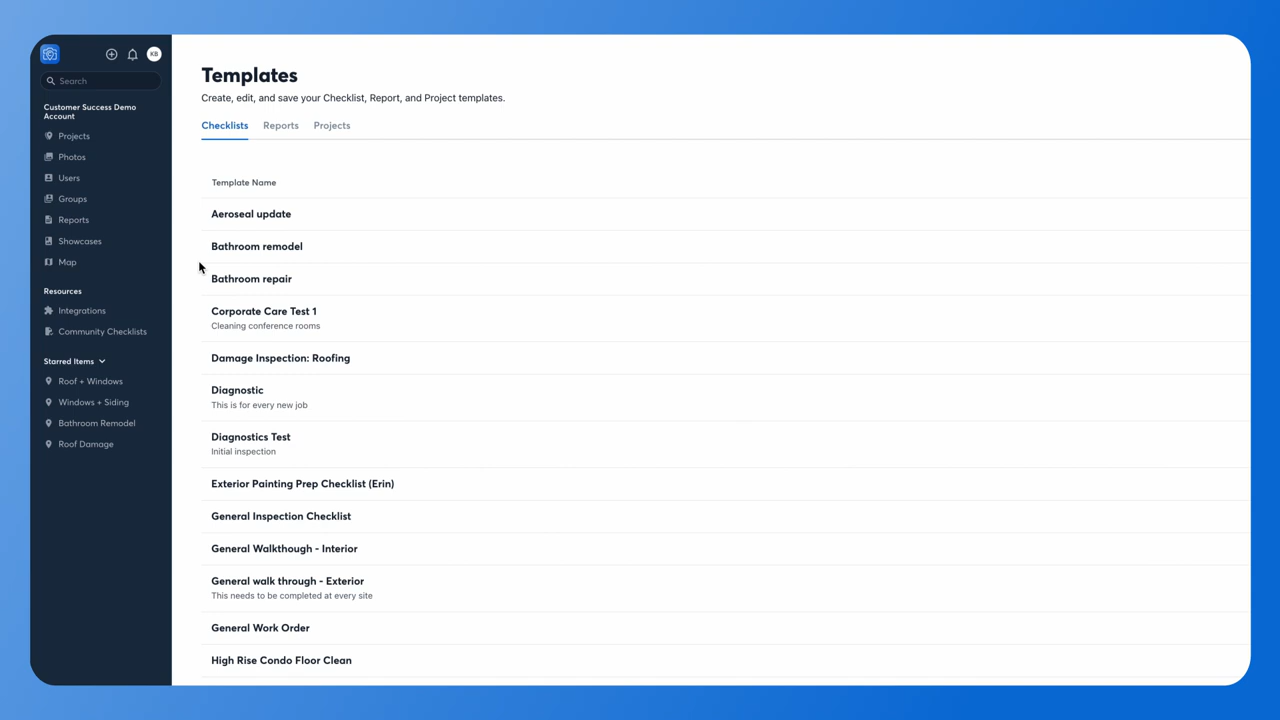 KB
Search
Customer Success Demo
Account
Projects
Photos
Users
Groups
Reports
Showcases
Map
Resources
Integrations
Community Checklists
Starred Items
Roof + Windows
Windows + Siding
Bathroom Remodel
Roof Damage
Templates
Create, edit, and save your Checklist, Report, and Project templates.
Checklists Reports Projects
Template Name
Aeroseal update
Bathroom remodel
Bathroom repair
Corporate Care Test 1
Cleaning conference rooms
Damage Inspection: Roofing
Diagnostic
This is for every new job
Diagnostics Test
Initial inspection
Exterior Painting Prep Checklist (Erin)
General Inspection Checklist
General Walkthough - Interior
General walk through - Exterior
This needs to be completed at every site
General Work Order
High Rise Condo Floor Clean